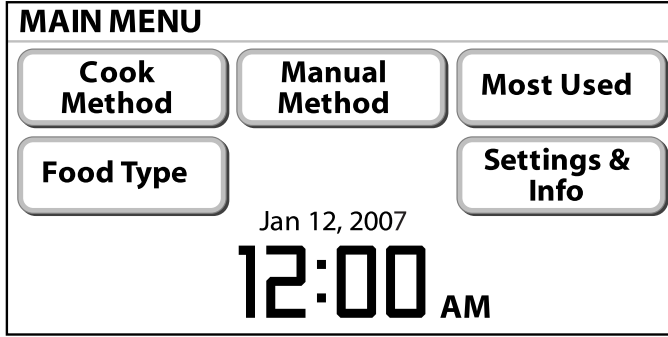 MAIN MENU
Cook
Method
Manual
Method
Most Used
Food Type
Settings &
Info
Jan 12, 2007
12:00 AM